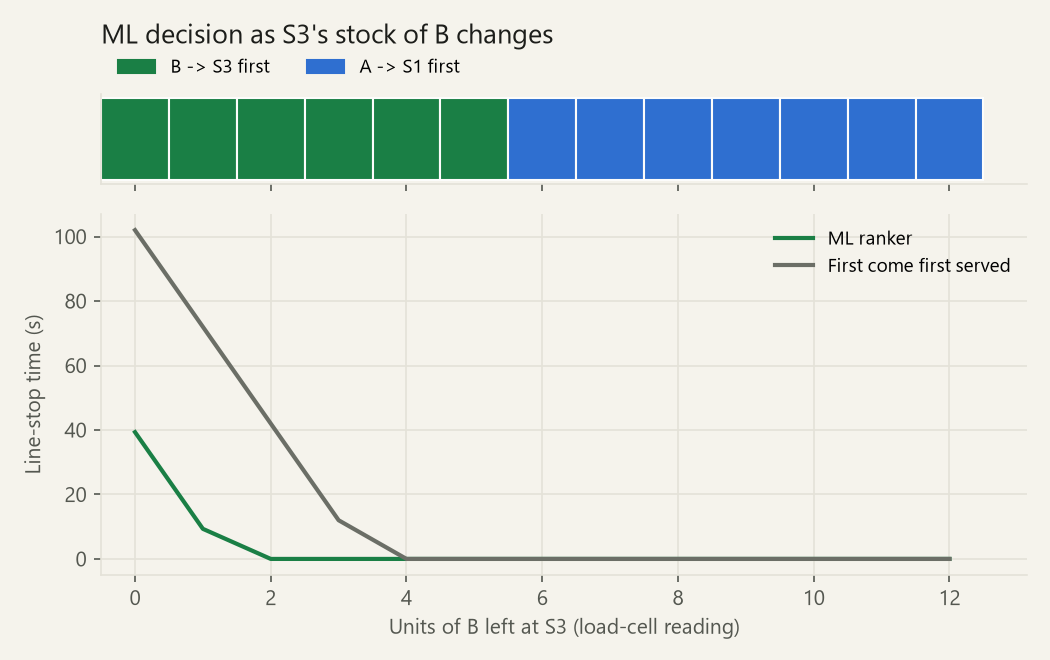 ML decision as S3's stock of B changes
B -> S3 first
A -> S1 first
100
80
60
40
20
0
Line-stop time (s)
ML ranker
First come first served
0 2 4 6 8 10 12
Units of B left at S3 (load-cell reading)